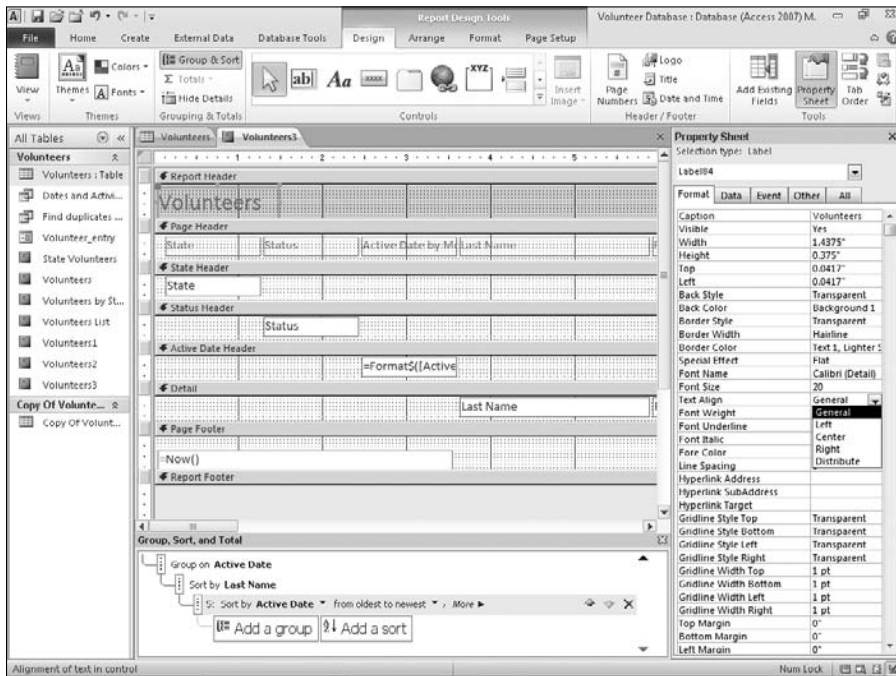 Report Design Tools
Volunteer Database : Database (Access 2007) M.
File Home Create External Data Database Tools Design Arrange Format Page Setup
View
Views
Aa
Themes
Colors
A Fonts
Themes
Group & Sort
Σ Totals
Hide Details
Grouping & Totals
ab|
Aa
xxxx
XYZ
Insert Image
Controls
Page Numbers
Logo
Title
Date and Time
Header / Footer
Add Existing Fields
Property Sheet
Tab Order
Tools
All Tables
Volunteers
Volunteers : Table
Dates and Activi...
Find duplicates ...
Volunteer_entry
State Volunteers
Volunteers
Volunteers by St...
Volunteers List
Volunteers1
Volunteers2
Volunteers3
Copy Of Volunte...
Copy Of Volunt...
Volunteers Volunteers3
1 2 3 4 5
Report Header
Volunteers
Page Header
State Status Active Date by Mo Last Name
State Header
State
Status Header
Status
Active Date Header
=Format$([Active
Detail
Last Name
Page Footer
=Now()
Report Footer
Group, Sort, and Total
Group on Active Date
Sort by Last Name
Sort by Active Date from oldest to newest , More
Add a group Add a sort
Property Sheet
Selection type: Label
Label84
Format Data Event Other All
Caption Volunteers
Visible Yes
Width 1.4375"
Height 0.375"
Top 0.0417"
Left 0.0417"
Back Style Transparent
Back Color Background 1
Border Style Transparent
Border Width Hairline
Border Color Text 1, Lighter 5
Special Effect Flat
Font Name Calibri (Detail)
Font Size 20
Text Align General
Font Weight General
Font Underline Left
Font Italic Center
Fore Color Right
Line Spacing Distribute
Hyperlink Address
Hyperlink SubAddress
Hyperlink Target
Gridline Style Top Transparent
Gridline Style Bottom Transparent
Gridline Style Left Transparent
Gridline Style Right Transparent
Gridline Width Top 1 pt
Gridline Width Bottom 1 pt
Gridline Width Left 1 pt
Gridline Width Right 1 pt
Top Margin 0"
Bottom Margin 0"
Left Margin 0"
Alignment of text in control
Num Lock